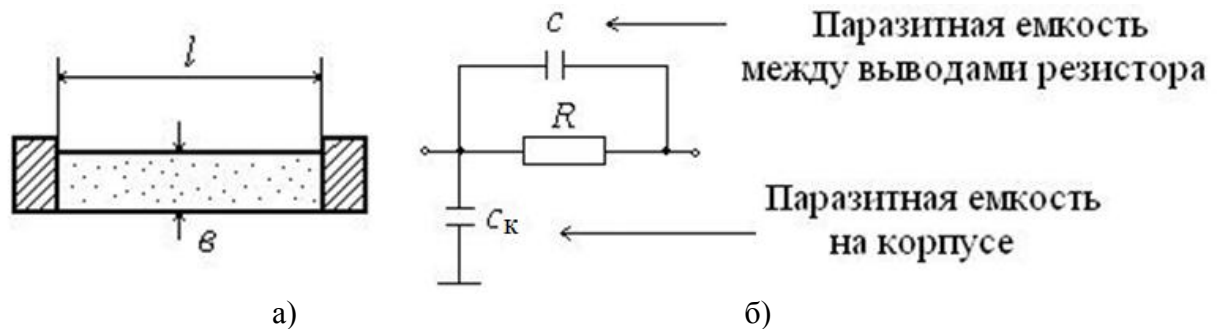 l
в
а)
C
R
Cк
б)
Паразитная емкость
между выводами резистора
Паразитная емкость
на корпусе